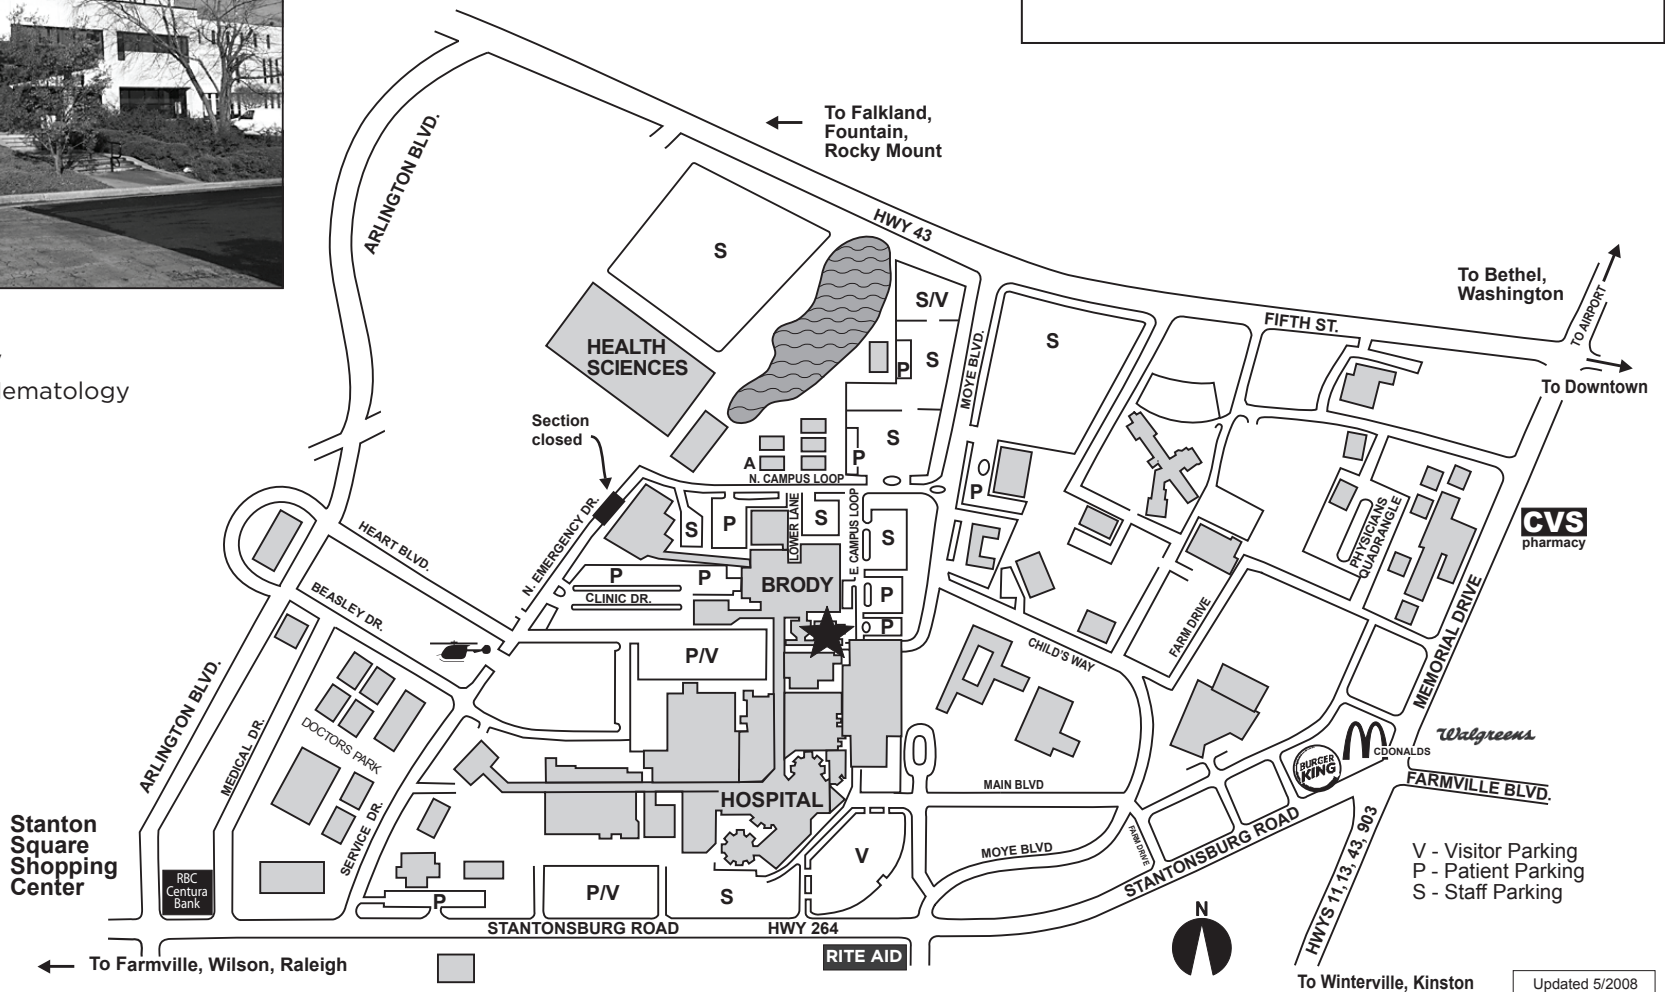 To Falkland,
Fountain,
Rocky Mount
ARLINGTON BLVD.
HWY 43
S
To Bethel,
Washington
TO AIRPORT
S/V
FIFTH ST.
HEALTH
SCIENCES
MOYE BLVD.
S
S
P
To Downtown
ematology
Section
closed
S
P
A
N. CAMPUS LOOP
P
N. EMERGENCY DR.
S
P
LOWER LANE
S
E. CAMPUS LOOP
S
PHYSICIANS
QUADRANGLE
CVS
pharmacy
HEART BLVD.
P
P
BRODY
CLINIC DR.
P
BEASLEY DR.
P
P/V
CHILD'S WAY
FARM DRIVE
MEMORIAL DRIVE
ARLINGTON BLVD.
MEDICAL DR.
DOCTORS PARK
Walgreens
MCDONALDS
BURGER
KING
FARMVILLE BLVD.
MAIN BLVD
HOSPITAL
SERVICE DR.
Stanton
Square
Shopping
Center
RBC
Centura
Bank
V
MOYE BLVD
FARM DRIVE
STANTONSBURG ROAD
HWYS 11,13, 43, 903
V - Visitor Parking
P - Patient Parking
S - Staff Parking
P
P/V
S
STANTONSBURG ROAD
HWY 264
N
RITE AID
To Farmville, Wilson, Raleigh
To Winterville, Kinston
Updated 5/2008